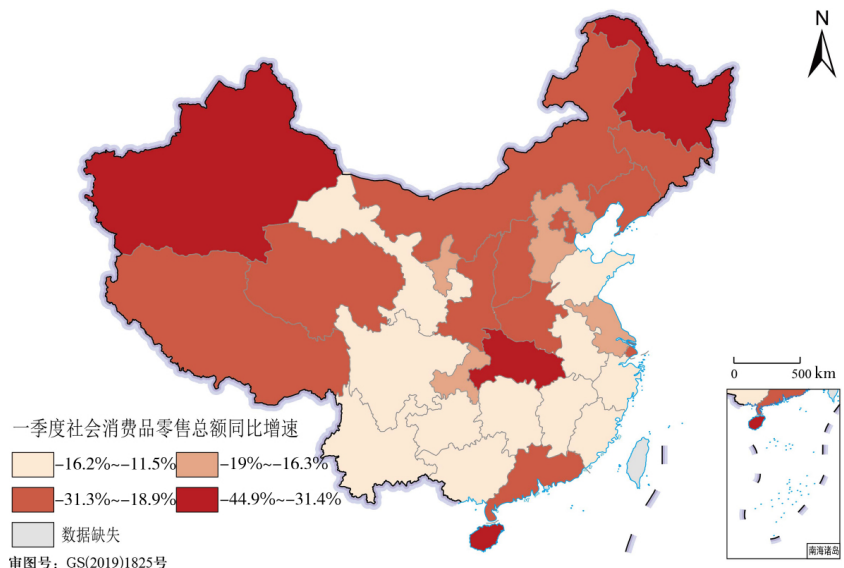 N
0 500 km
一季度社会消费品零售总额同比增速
-16.2%~-11.5% -19%~-16.3%
-31.3%~-18.9% -44.9%~-31.4%
数据缺失
南海诸岛
审图号：GS(2019)1825号